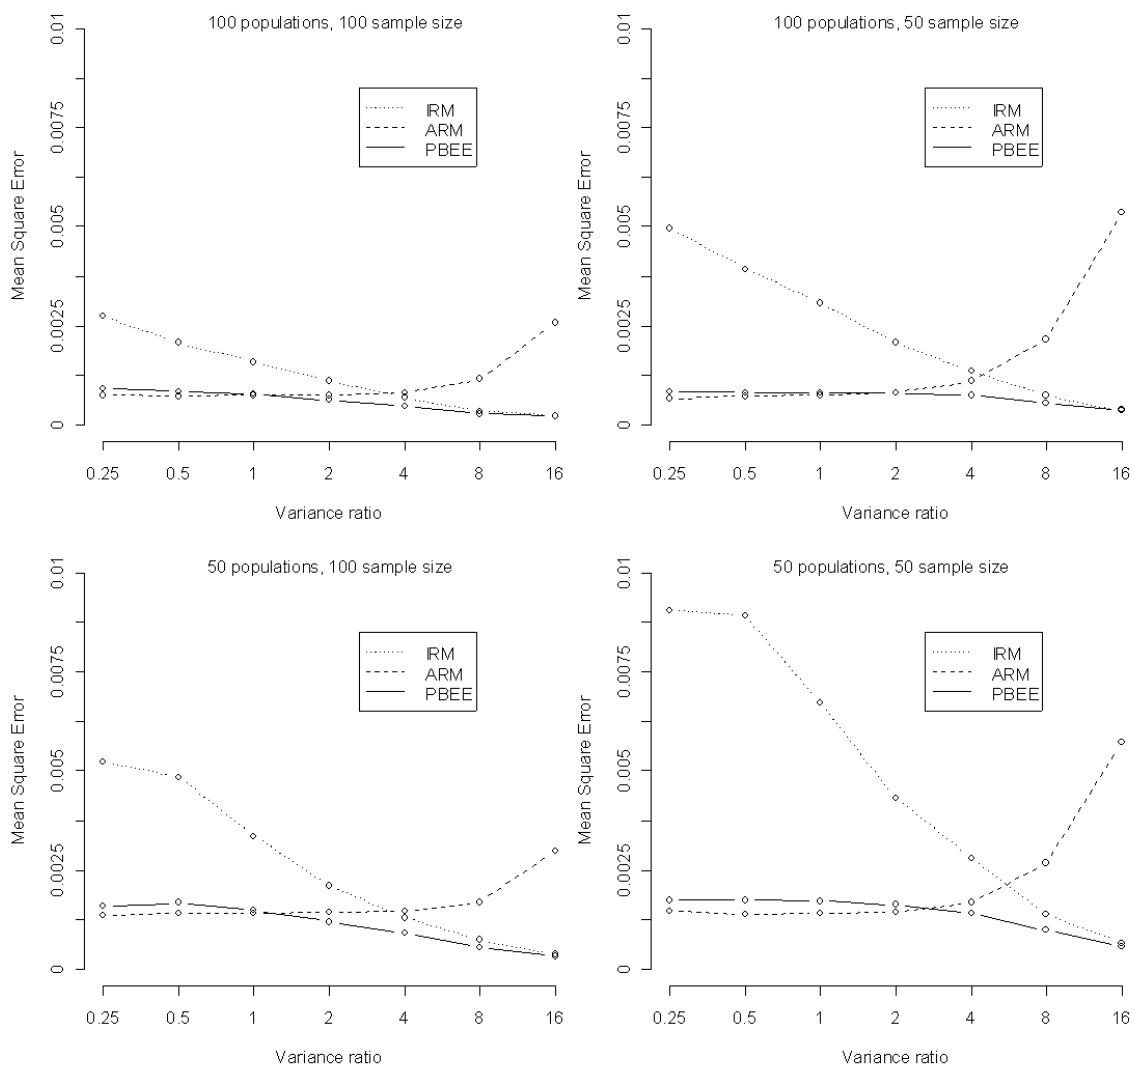 100 populations, 100 sample size
Mean Square Error
0.01
0.0075
0.005
0.0025
0
IRM
ARM
PBEE
0.25 0.5 1 2 4 8 16
Variance ratio
100 populations, 50 sample size
Mean Square Error
0.01
0.0075
0.005
0.0025
0
IRM
ARM
PBEE
0.25 0.5 1 2 4 8 16
Variance ratio
50 populations, 100 sample size
Mean Square Error
0.01
0.0075
0.005
0.0025
0
IRM
ARM
PBEE
0.25 0.5 1 2 4 8 16
Variance ratio
50 populations, 50 sample size
Mean Square Error
0.01
0.0075
0.005
0.0025
0
IRM
ARM
PBEE
0.25 0.5 1 2 4 8 16
Variance ratio